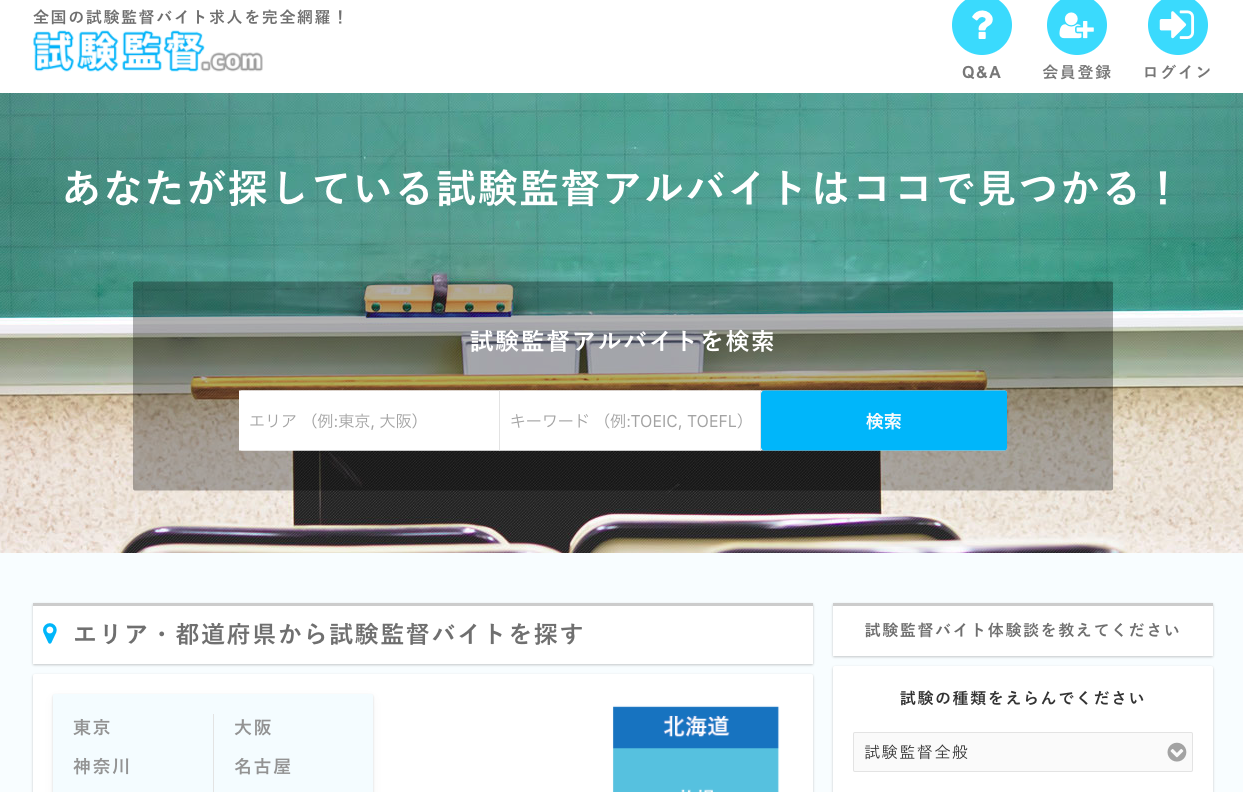 全国の試験監督バイト求人を完全網羅！
試験監督.com
Q&A
会員登録
ログイン
あなたが探している試験監督アルバイトはココで見つかる！
試験監督アルバイトを検索
エリア （例:東京, 大阪）
キーワード （例:TOEIC, TOEFL）
検索
エリア・都道府県から試験監督バイトを探す
東京
大阪
神奈川
名古屋
北海道
試験監督バイト体験談を教えてください
試験の種類をえらんでください
試験監督全般